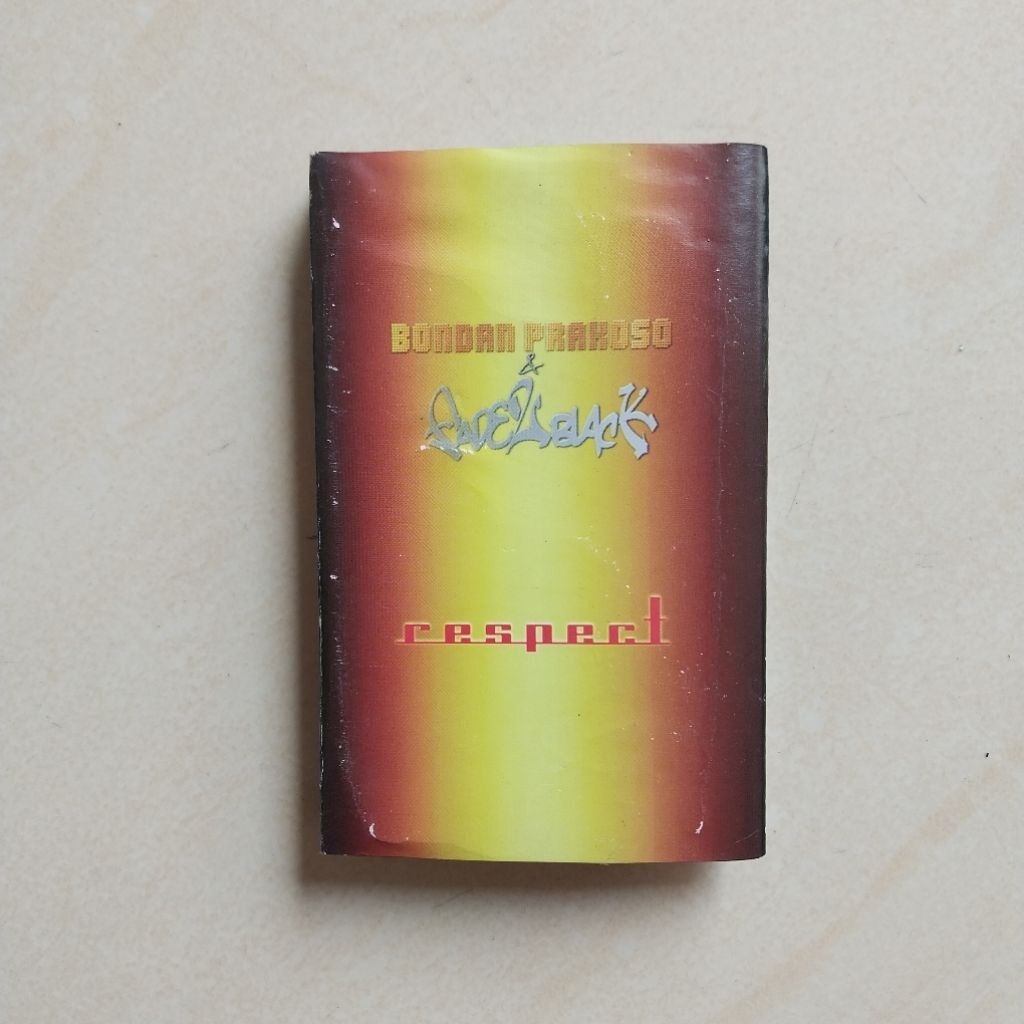 BONDAN PRAKOSO
&
FADE2BLACK
respect